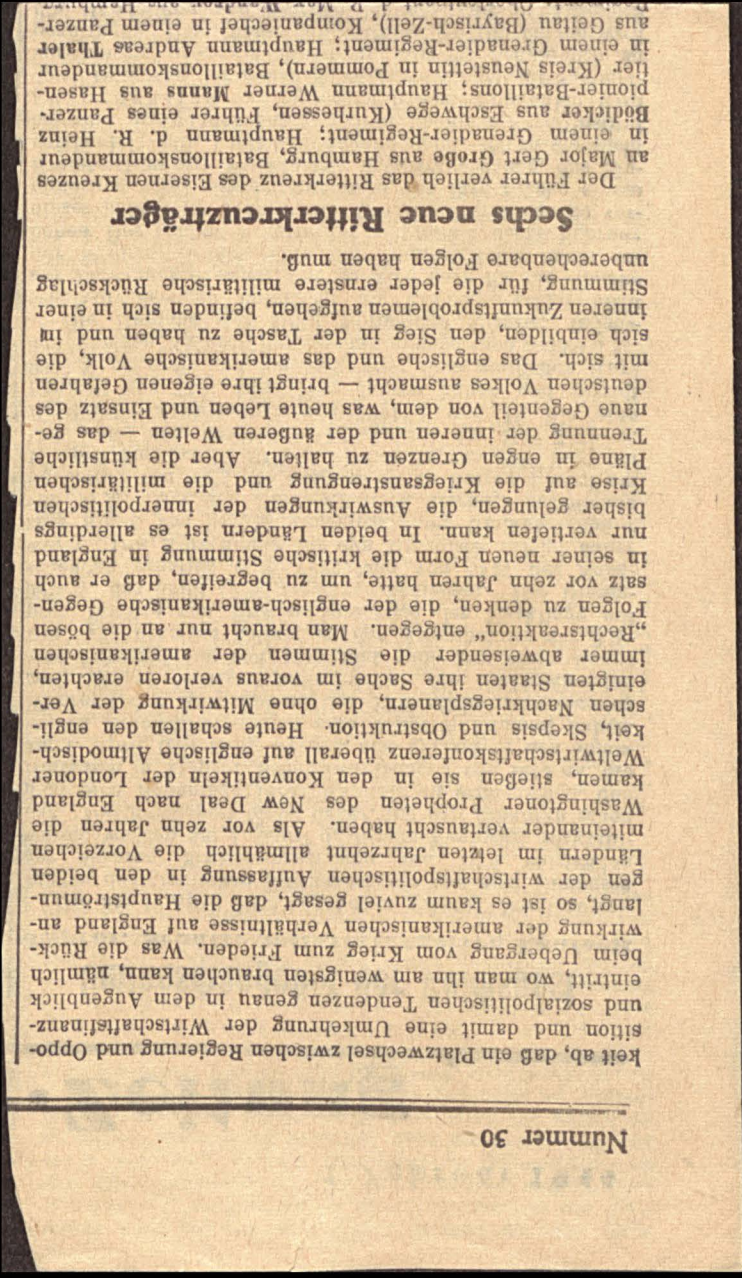 Nummer 30
keit ab, daß ein Platzwechsel zwischen Regierung und Oppo-
sition und damit eine Umkehrung der Wirtschaftsfinanz-
und sozialpolitischen Tendenzen genau in dem Augenblick
eintritt, wo man ihn am wenigsten brauchen kann, nämlich
beim Uebergang vom Krieg zum Frieden. Was die Rück-
wirkung der amerikanischen Verhältnisse auf England an-
langt, so ist es kaum zuviel gesagt, daß die Hauptströmun-
gen der wirtschaftspolitischen Auffassung in den beiden
Ländern im letzten Jahrzehnt allmählich die Vorzeichen
miteinander vertauscht haben. Als vor zehn Jahren die
Washingtoner Propheten des New Deal nach England
kamen, stießen sie in den Konventikeln der Londoner
Weltwirtschaftskonferenz überall auf englische Altmodisch-
keit, Skepsis und Obstruktion. Heute schallen den engli-
schen Nachkriegsplanern, die ohne Mitwirkung der Ver-
einigten Staaten ihre Sache im voraus verloren erachten,
immer abweisender die Stimmen der amerikanischen
„Rechtsreaktion“ entgegen. Man braucht nur an die bösen
Folgen zu denken, die der englisch-amerikanische Gegen-
satz vor zehn Jahren hatte, um zu begreifen, daß er auch
in seiner neuen Form die kritische Stimmung in England
nur vertiefen kann. In beiden Ländern ist es allerdings
bisher gelungen, die Auswirkungen der innerpolitischen
Krise auf die Kriegsanstrengung und die militärischen
Pläne in engen Grenzen zu halten. Aber die künstliche
Trennung der inneren und der äußeren Welten — das ge-
naue Gegenteil von dem, was heute Leben und Einsatz des
deutschen Volkes ausmacht — bringt ihre eigenen Gefahren
mit sich. Das englische und das amerikanische Volk, die
sich einbilden, den Sieg in der Tasche zu haben und in
inneren Zukunftsproblemen aufgehen, befinden sich in einer
Stimmung, für die jeder ernstere militärische Rückschlag
unberechenbare Folgen haben muß.
Sechs neue Ritterkreuzträger
Der Führer verlieh das Ritterkreuz des Eisernen Kreuzes
an Major Gert Große aus Hamburg, Bataillonskommandeur
in einem Grenadier-Regiment; Hauptmann d. R. Heinz
Bödicker aus Eschwege (Kurhessen, Führer eines Panzer-
pionier-Bataillons; Hauptmann Werner Manns aus Hasen-
tier (Kreis Neustettin in Pommern), Bataillonskommandeur
in einem Grenadier-Regiment; Hauptmann Andreas Thaler
aus Geitau (Bayrisch-Zell), Kompaniechef in einem Panzer-